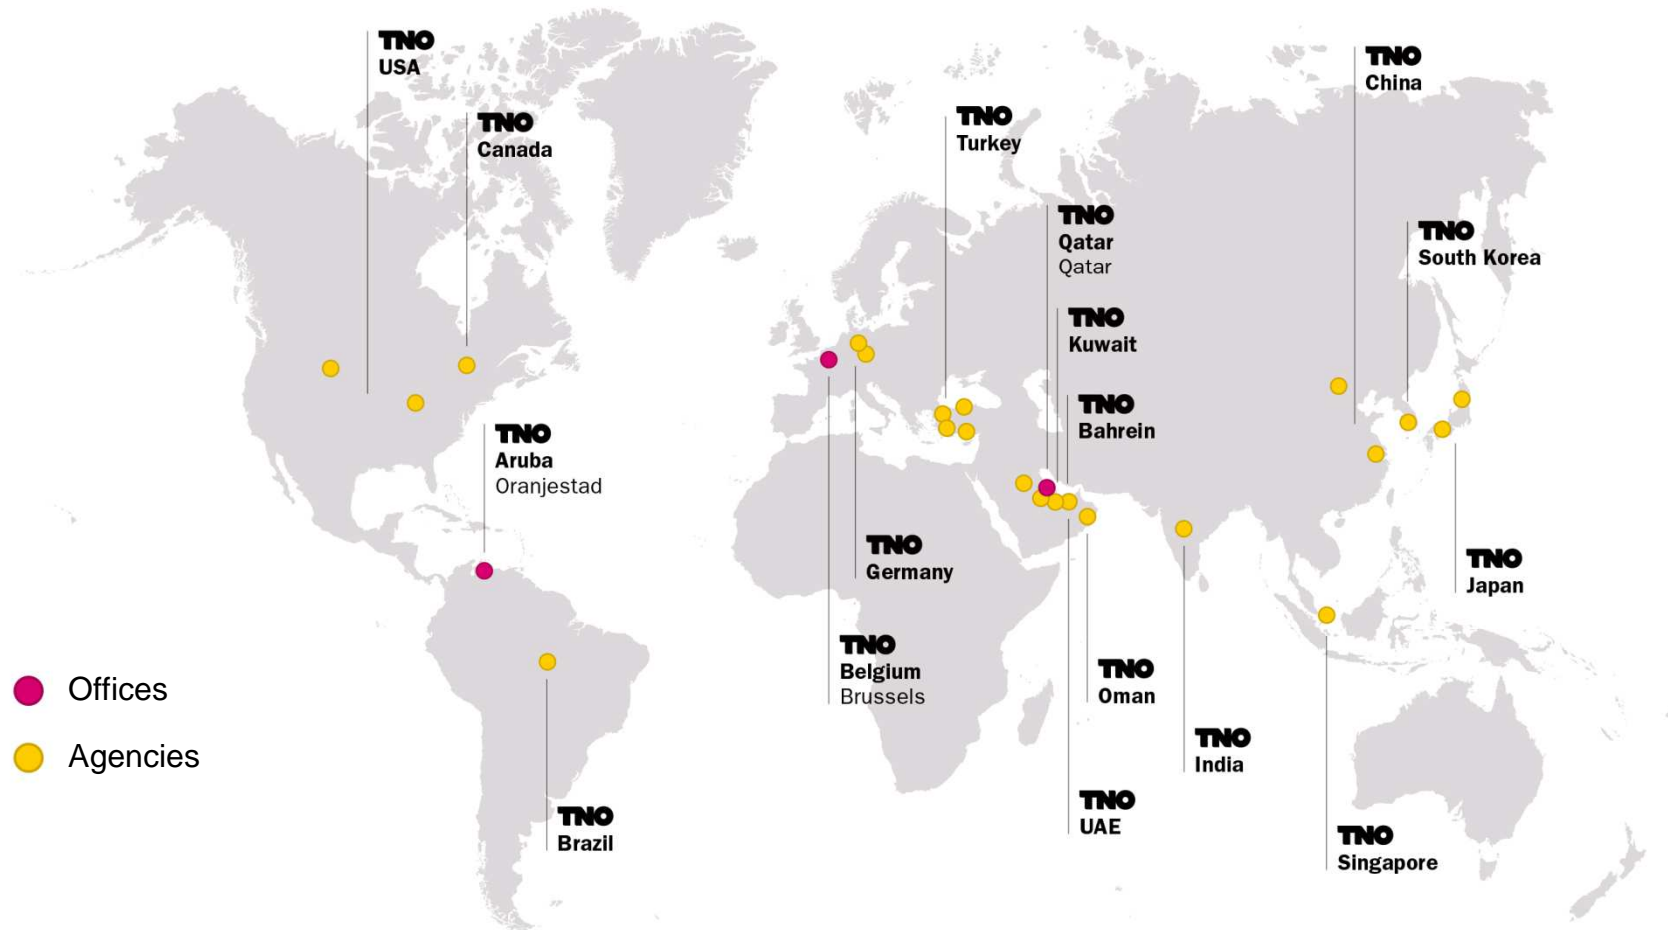 TNO
USA
TNO
Canada
TNO
China
TNO
Turkey
TNO
Qatar
Qatar
TNO
South Korea
TNO
Kuwait
TNO
Bahrein
TNO
Aruba
Oranjestad
TNO
Germany
TNO
Japan
TNO
Belgium
Brussels
TNO
Oman
Offices
Agencies
TNO
India
TNO
UAE
TNO
Brazil
TNO
Singapore